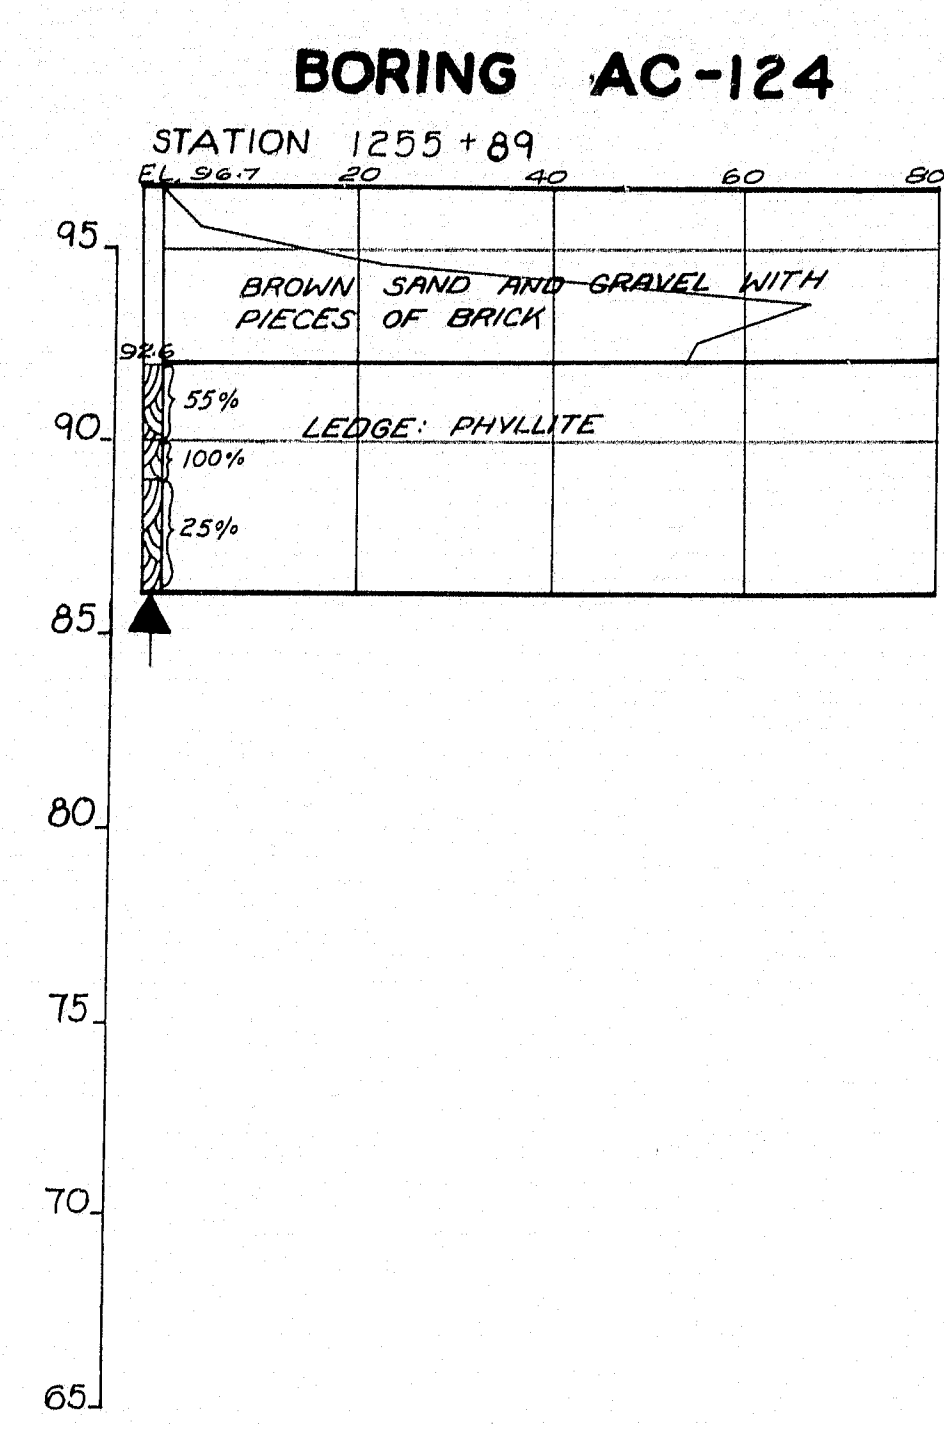 BORING AC-124
STATION 1255+89
EL. 96.7 20 40 60 80
95
BROWN SAND AND GRAVEL WITH
PIECES OF BRICK
92.6
55%
90
LEDGE: PHYLLITE
100%
25%
85
80
75
70
65